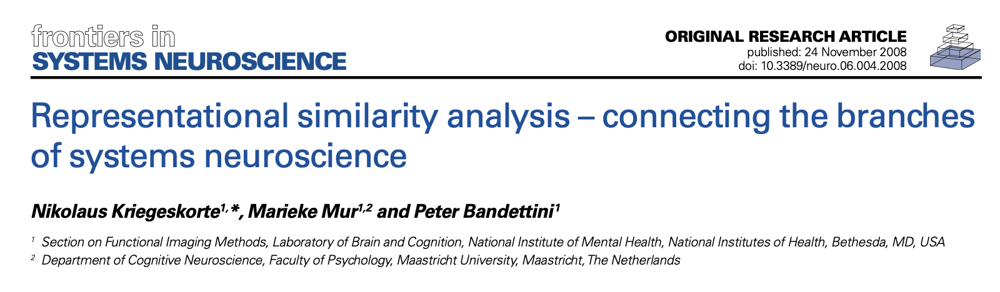 frontiers in
SYSTEMS NEUROSCIENCE
ORIGINAL RESEARCH ARTICLE
published: 24 November 2008
doi: 10.3389/neuro.06.004.2008
Representational similarity analysis – connecting the branches
of systems neuroscience
Nikolaus Kriegeskorte1,*, Marieke Mur1,2 and Peter Bandettini1
1 Section on Functional Imaging Methods, Laboratory of Brain and Cognition, National Institute of Mental Health, National Institutes of Health, Bethesda, MD, USA
2 Department of Cognitive Neuroscience, Faculty of Psychology, Maastricht University, Maastricht, The Netherlands